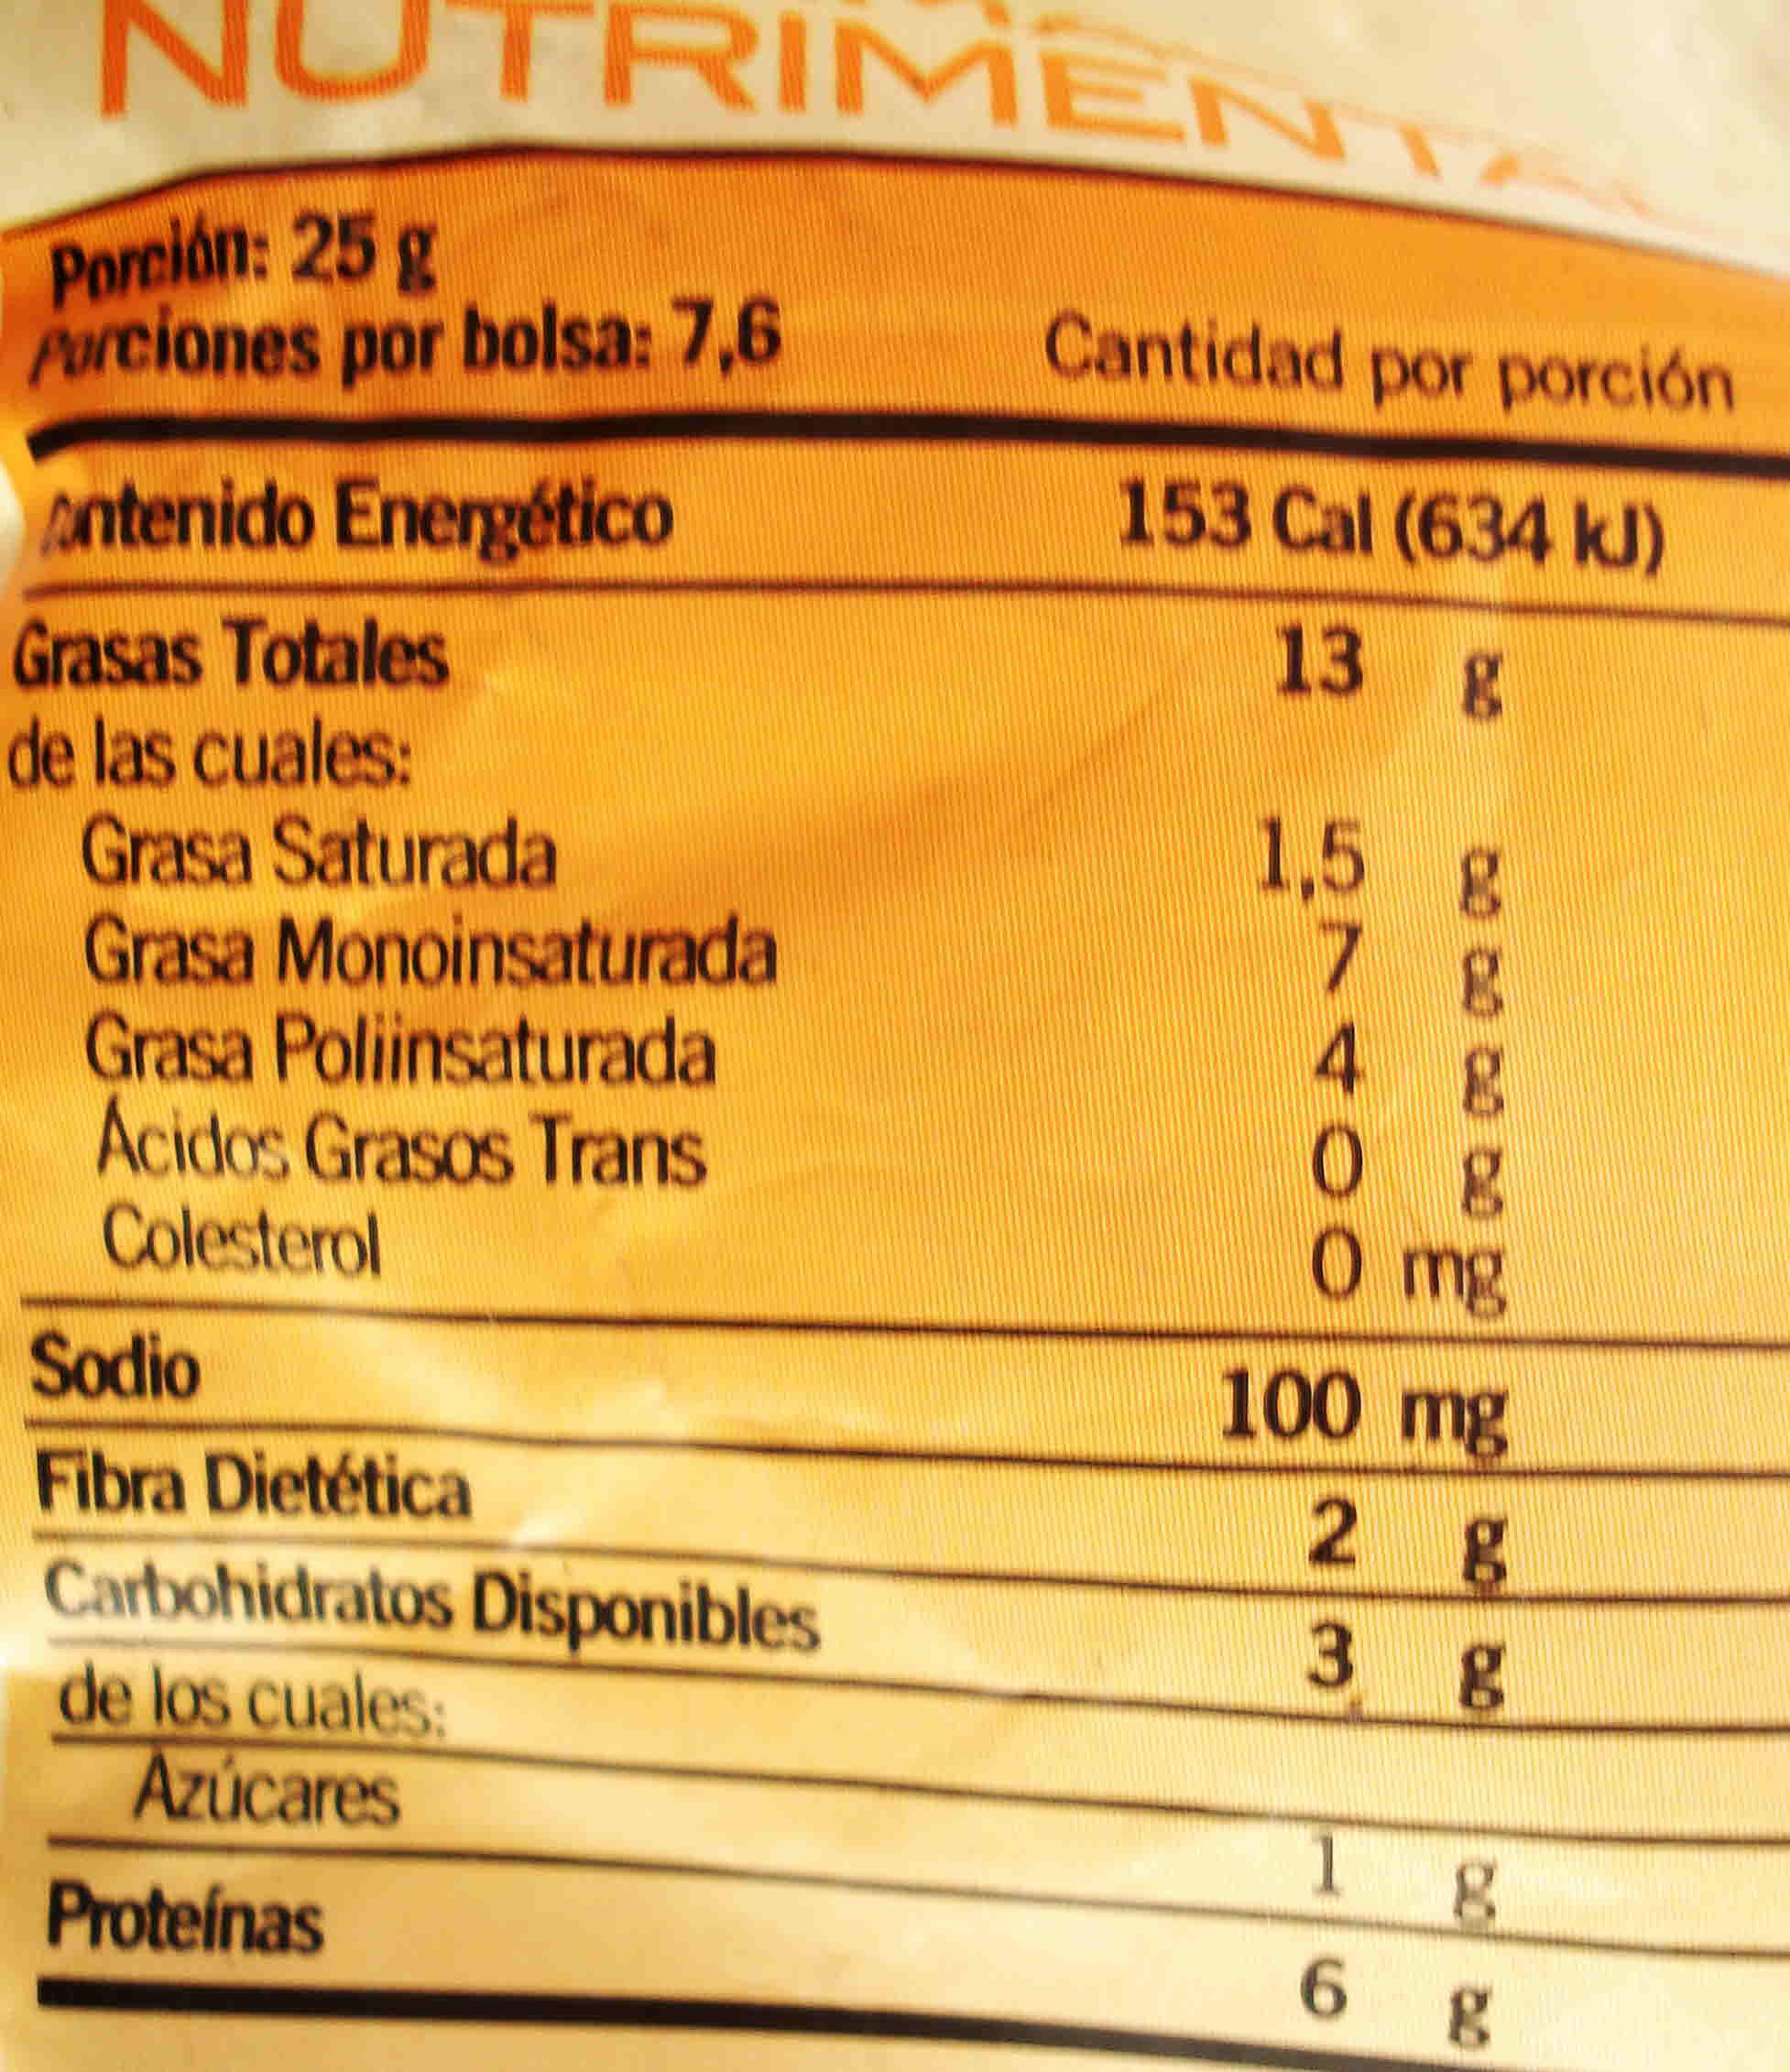 NUTRIMENTAL
Porción: 25 g
Porciones por bolsa: 7,6
Cantidad por porción
ontenido Energético 153 Cal (634 kJ)
Grasas Totales 13 g
de las cuales:
Grasa Saturada 1,5 g
Grasa Monoinsaturada 7 g
Grasa Poliinsaturada 4 g
Ácidos Grasos Trans 0 g
Colesterol 0 mg
Sodio 100 mg
Fibra Dietética 2 g
Carbohidratos Disponibles 3 g
de los cuales:
Azúcares 1 g
Proteínas 6 g